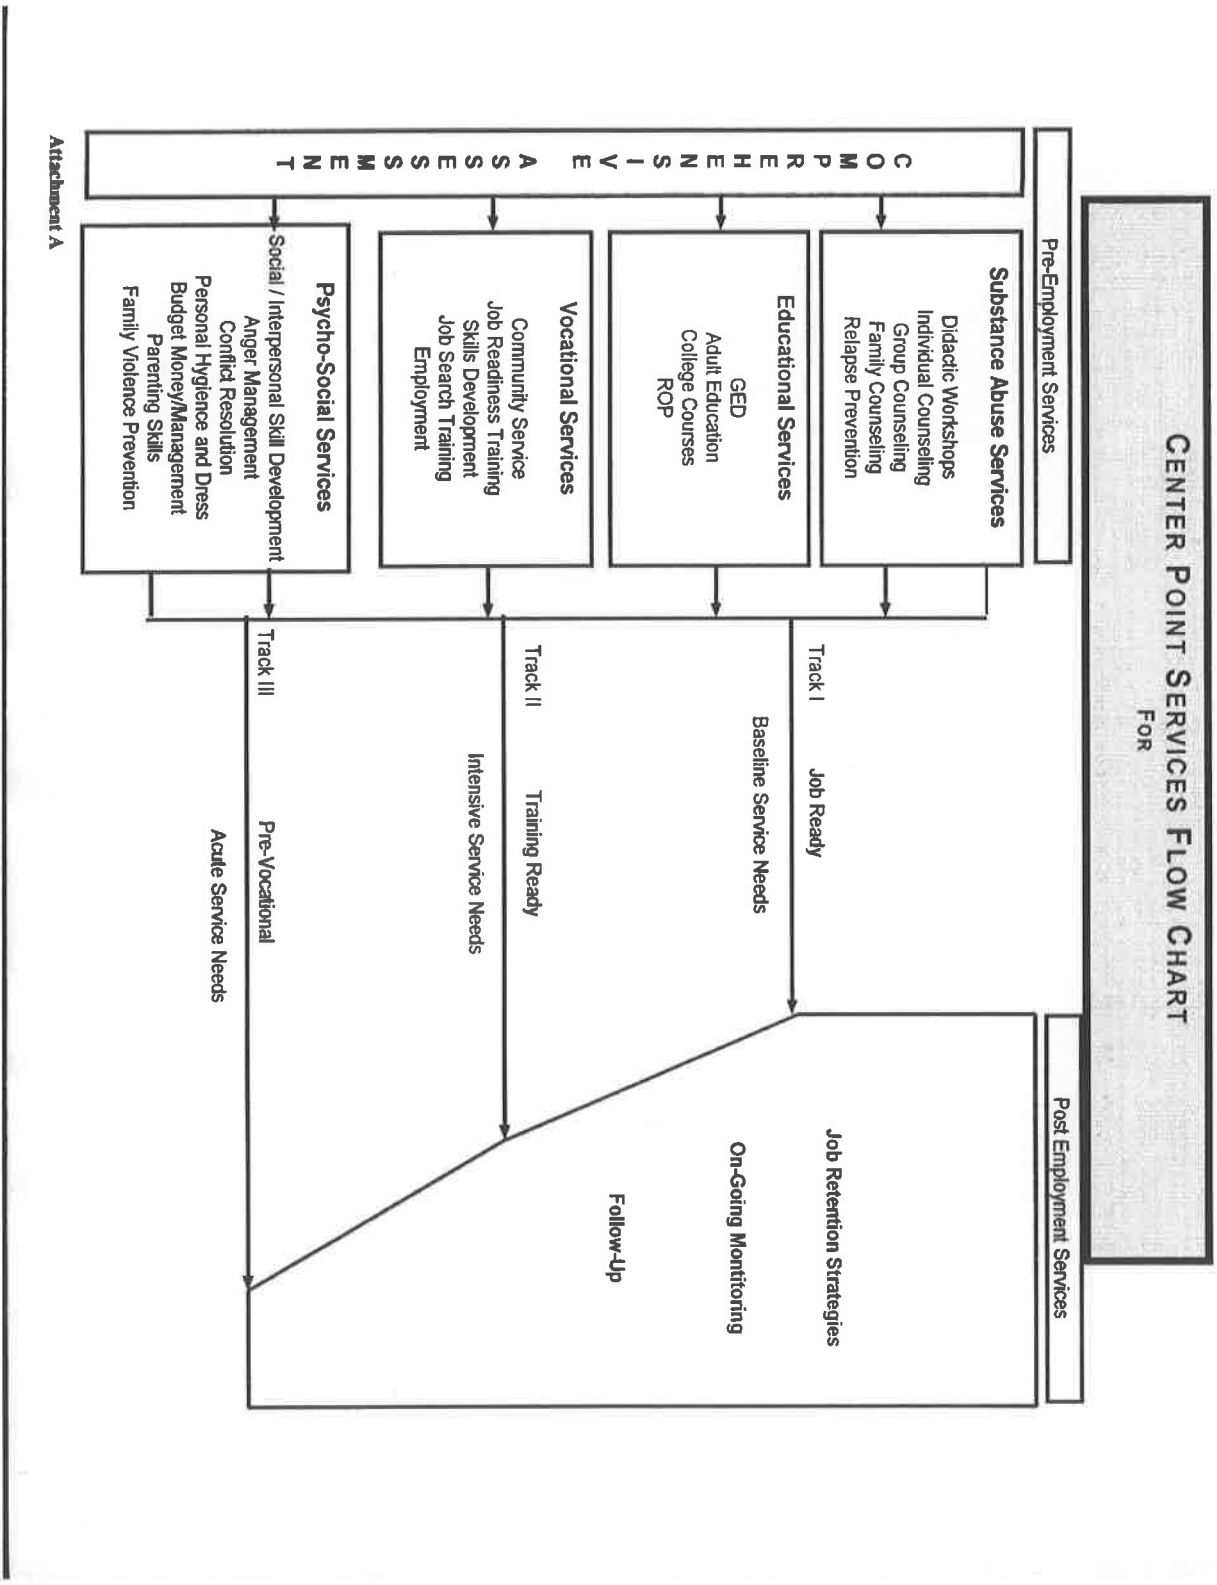 CENTER POINT SERVICES FLOW CHART
FOR
Pre-Employment Services
Post Employment Services
COMPREHENSIVE ASSESSMENT
Substance Abuse Services
Didactic Workshops
Individual Counseling
Group Counseling
Family Counseling
Relapse Prevention
Educational Services
GED
Adult Education
College Courses
ROP
Vocational Services
Community Service
Job Readiness Training
Skills Development
Job Search Training
Employment
Psycho-Social Services
Social / Interpersonal Skill Development
Anger Management
Conflict Resolution
Personal Hygience and Dress
Budget Money/Management
Parenting Skills
Family Violence Prevention
Track I Job Ready
Baseline Service Needs
Track II Training Ready
Intensive Service Needs
Track III Pre-Vocational
Acute Service Needs
Job Retention Strategies
On-Going Montitoring
Follow-Up
Attachment A